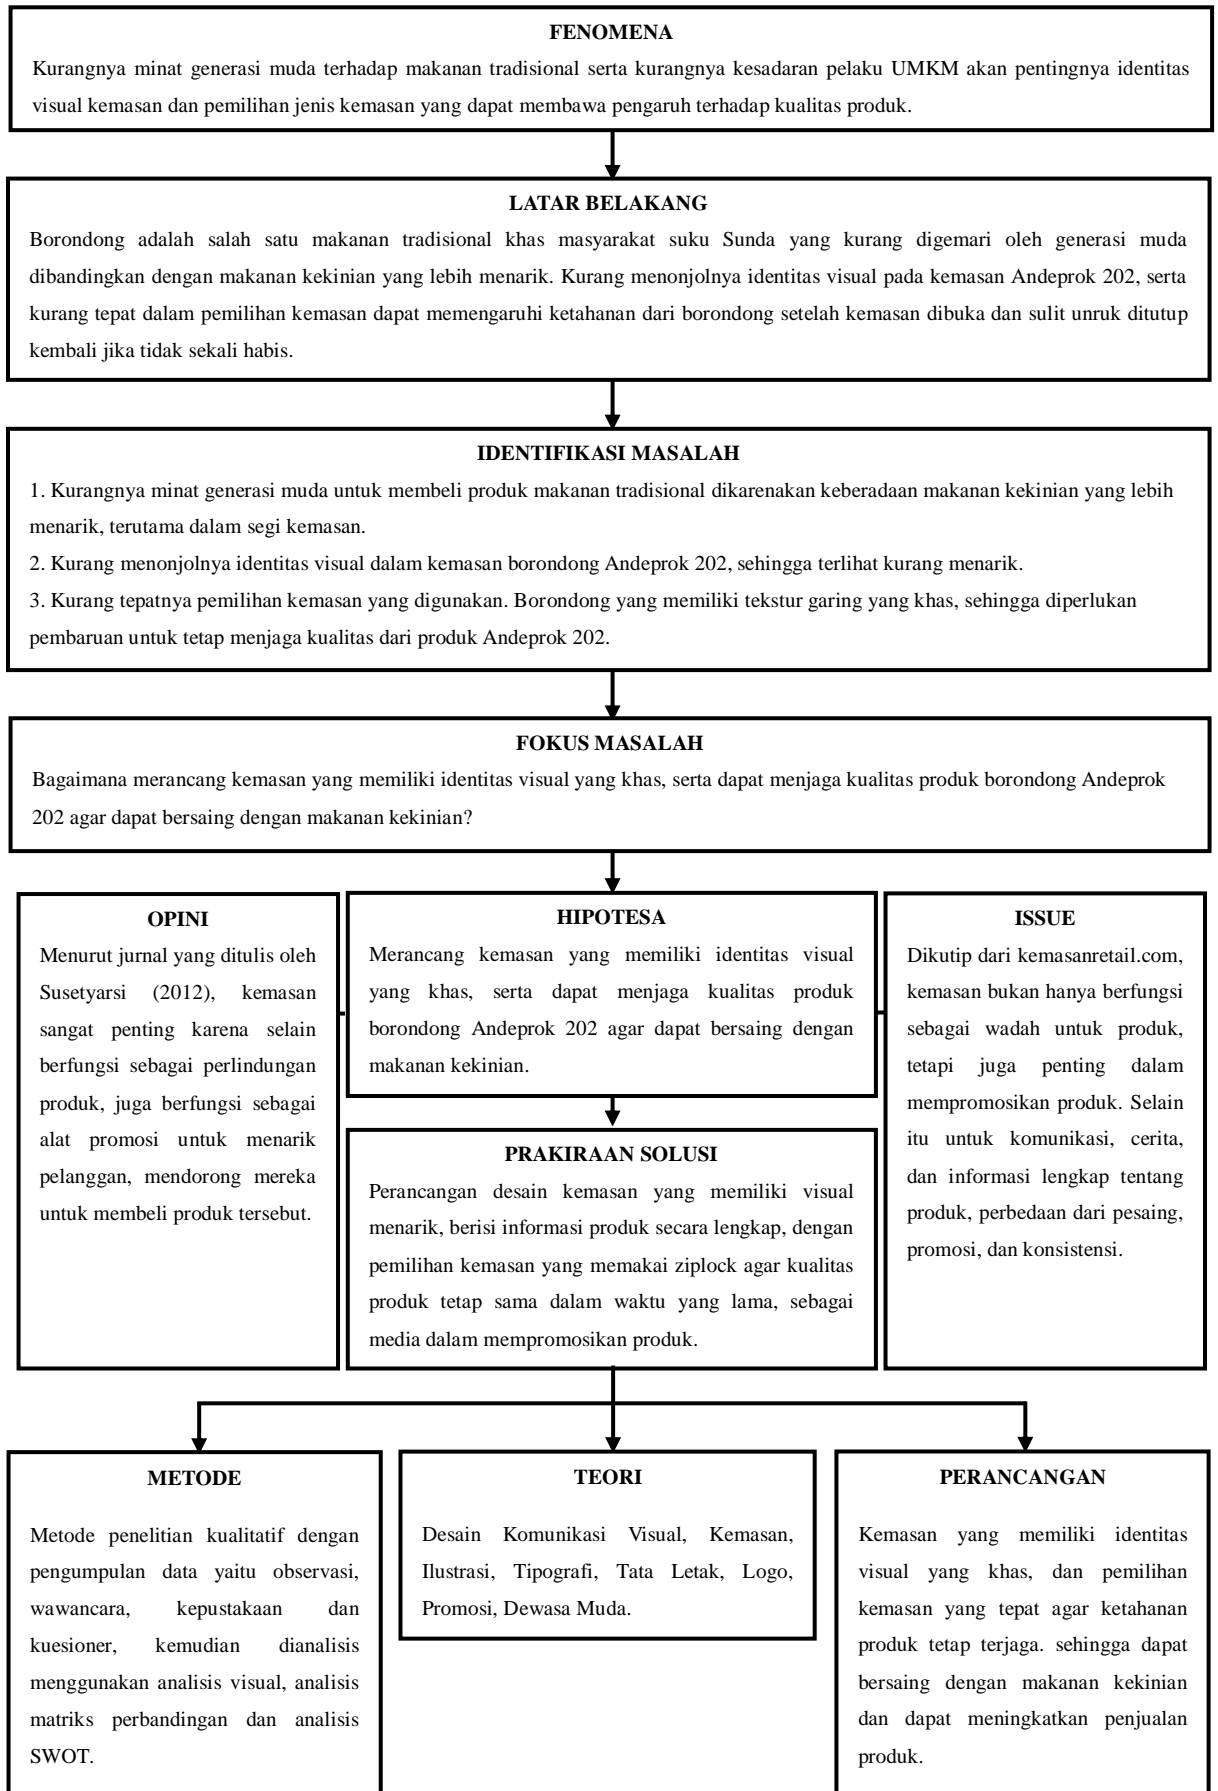 FENOMENA
Kurangnya minat generasi muda terhadap makanan tradisional serta kurangnya kesadaran pelaku UMKM akan pentingnya identitas
visual kemasan dan pemilihan jenis kemasan yang dapat membawa pengaruh terhadap kualitas produk.
LATAR BELAKANG
Borondong adalah salah satu makanan tradisional khas masyarakat suku Sunda yang kurang digemari oleh generasi muda
dibandingkan dengan makanan kekinian yang lebih menarik. Kurang menonjolnya identitas visual pada kemasan Andeprok 202, serta
kurang tepat dalam pemilihan kemasan dapat memengaruhi ketahanan dari borondong setelah kemasan dibuka dan sulit unruk ditutup
kembali jika tidak sekali habis.
IDENTIFIKASI MASALAH
1. Kurangnya minat generasi muda untuk membeli produk makanan tradisional dikarenakan keberadaan makanan kekinian yang lebih
menarik, terutama dalam segi kemasan.
2. Kurang menonjolnya identitas visual dalam kemasan borondong Andeprok 202, sehingga terlihat kurang menarik.
3. Kurang tepatnya pemilihan kemasan yang digunakan. Borondong yang memiliki tekstur garing yang khas, sehingga diperlukan
pembaruan untuk tetap menjaga kualitas dari produk Andeprok 202.
FOKUS MASALAH
Bagaimana merancang kemasan yang memiliki identitas visual yang khas, serta dapat menjaga kualitas produk borondong Andeprok
202 agar dapat bersaing dengan makanan kekinian?
OPINI
Menurut jurnal yang ditulis oleh
Susetyarsi (2012), kemasan
sangat penting karena selain
berfungsi sebagai perlindungan
produk, juga berfungsi sebagai
alat promosi untuk menarik
pelanggan, mendorong mereka
untuk membeli produk tersebut.
HIPOTESA
Merancang kemasan yang memiliki identitas visual
yang khas, serta dapat menjaga kualitas produk
borondong Andeprok 202 agar dapat bersaing dengan
makanan kekinian.
PRAKIRAAN SOLUSI
Perancangan desain kemasan yang memiliki visual
menarik, berisi informasi produk secara lengkap, dengan
pemilihan kemasan yang memakai ziplock agar kualitas
produk tetap sama dalam waktu yang lama, sebagai
media dalam mempromosikan produk.
ISSUE
Dikutip dari kemasanretail.com,
kemasan bukan hanya berfungsi
sebagai wadah untuk produk,
tetapi juga penting dalam
mempromosikan produk. Selain
itu untuk komunikasi, cerita,
dan informasi lengkap tentang
produk, perbedaan dari pesaing,
promosi, dan konsistensi.
METODE
Metode penelitian kualitatif dengan
pengumpulan data yaitu observasi,
wawancara, kepustakaan dan
kuesioner, kemudian dianalisis
menggunakan analisis visual, analisis
matriks perbandingan dan analisis
SWOT.
TEORI
Desain Komunikasi Visual, Kemasan,
Ilustrasi, Tipografi, Tata Letak, Logo,
Promosi, Dewasa Muda.
PERANCANGAN
Kemasan yang memiliki identitas
visual yang khas, dan pemilihan
kemasan yang tepat agar ketahanan
produk tetap terjaga. sehingga dapat
bersaing dengan makanan kekinian
dan dapat meningkatkan penjualan
produk.